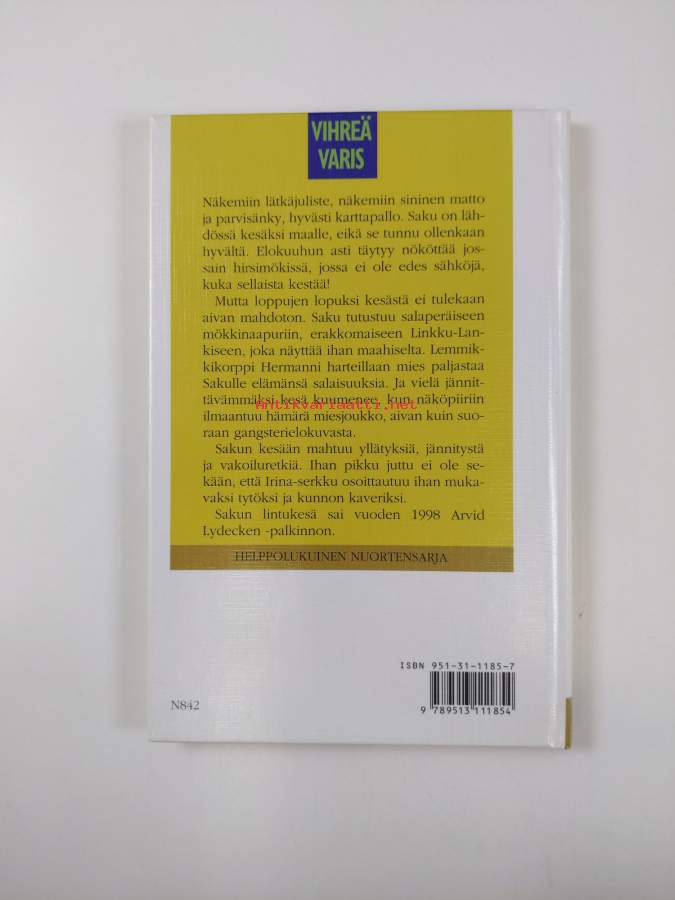 VIHREÄ
VARIS
Näkemiin lätkäjuliste, näkemiin sininen matto
ja parvisänky, hyvästi karttapallo. Saku on läh-
dössä kesäksi maalle, eikä se tunnu ollenkaan
hyvältä. Elokuuhun asti täytyy nököttää jos-
sain hirsimökissä, jossa ei ole edes sähköjä,
kuka sellaista kestää!
Mutta loppujen lopuksi kesästä ei tulekaan
aivan mahdoton. Saku tutustuu salaperäiseen
mökkinaapuriin, erakkomaiseen Linkku-Lan-
kiseen, joka näyttää ihan maahiselta. Lemmik-
kikorppi Hermanni harteillaan mies paljastaa
Sakulle elämänsä salaisuuksia. Ja vielä jännit-
tävämmäksi kesä kuumenee, kun näköpiiriin
Antikvariaatti.net
ilmaantuu hämärä miesjoukko, aivan kuin suo-
raan gangsterielokuvasta.
Sakun kesään mahtuu yllätyksiä, jännitystä
ja vakoiluretkiä. Ihan pikku juttu ei ole se-
kään, että Irina-serkku osoittautuu ihan muka-
vaksi tytöksi ja kunnon kaveriksi.
Sakun lintukesä sai vuoden 1998 Arvid
Lydecken -palkinnon.
HELPPOLUKUINEN NUORTENSARJA
ISBN 951-31-1185-7
9 789513 111854
N842